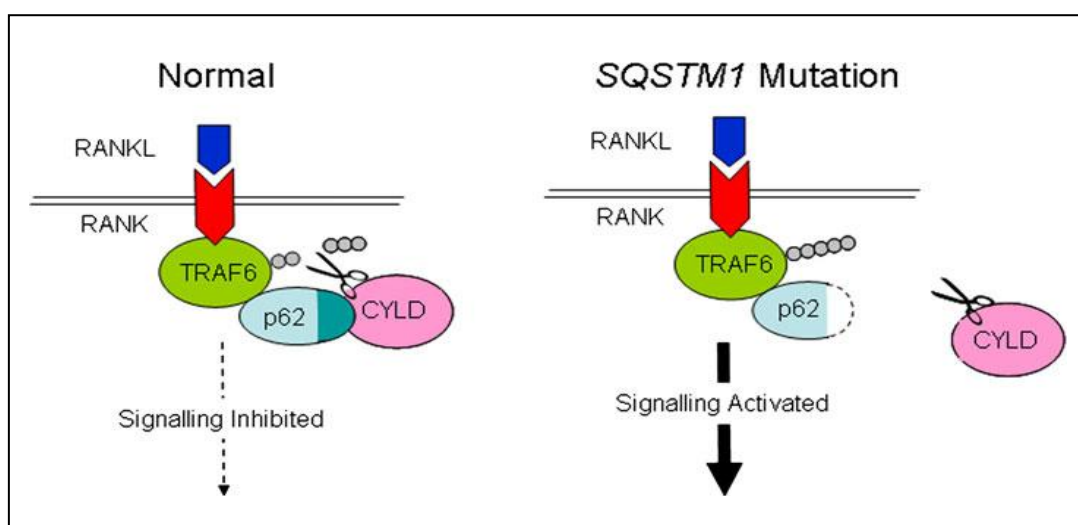 Normal
RANKL
RANK
TRAF6
p62
CYLD
Signalling Inhibited
SQSTM1 Mutation
RANKL
RANK
TRAF6
p62
CYLD
Signalling Activated